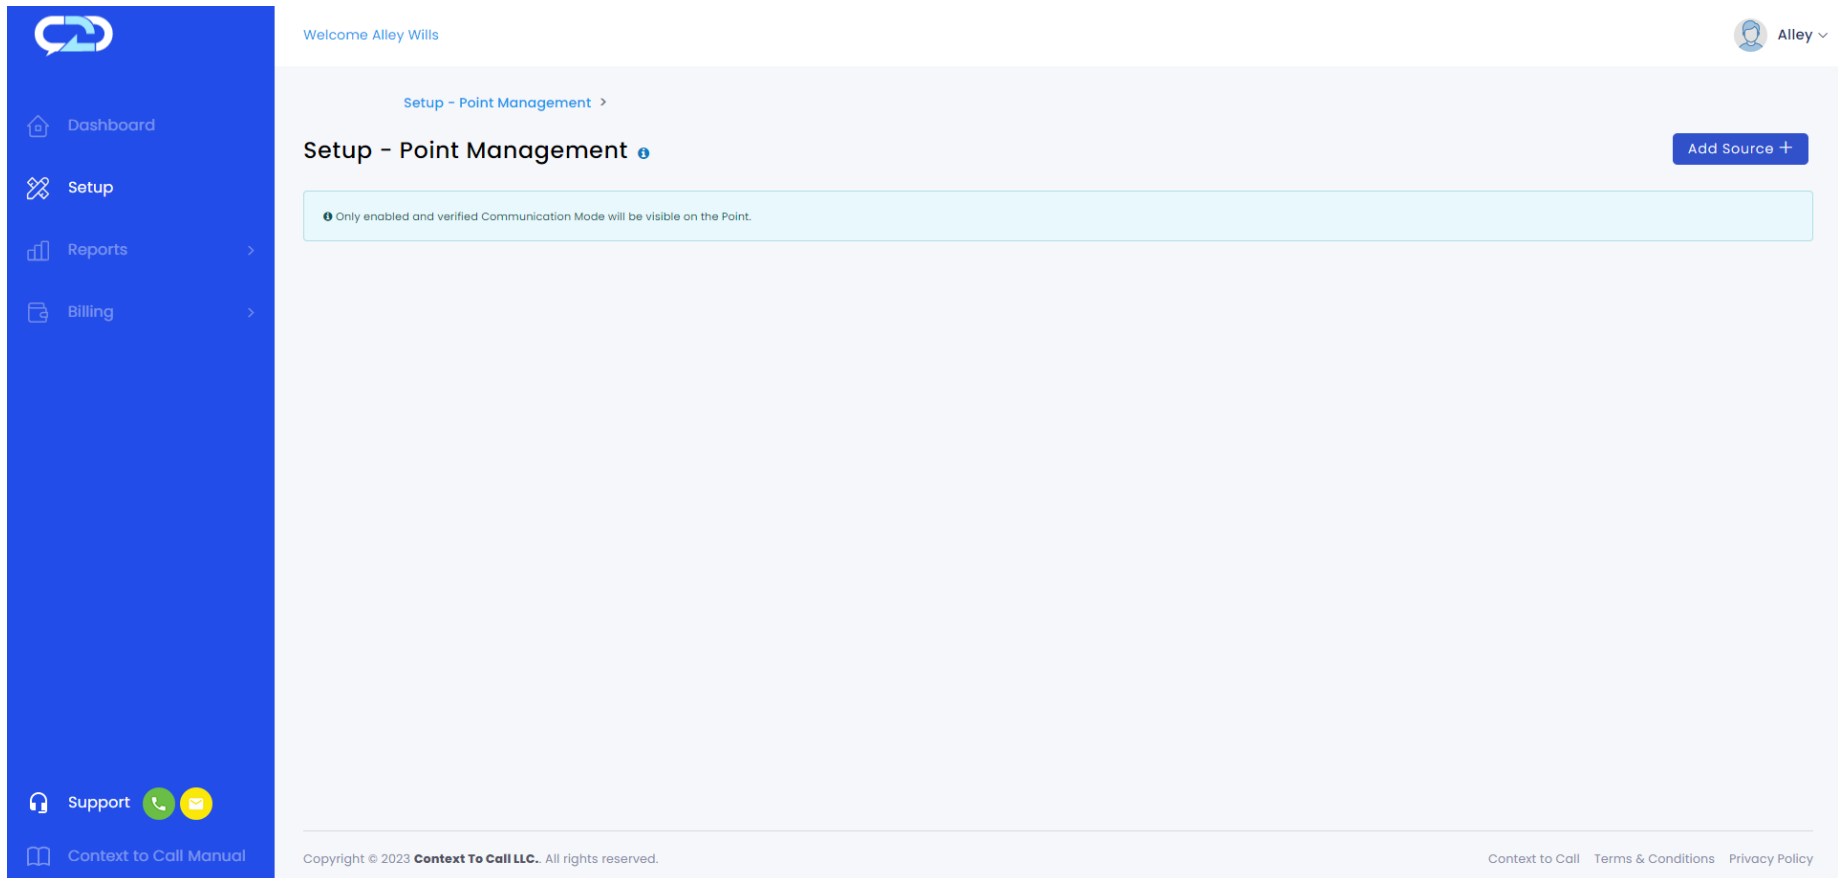 Welcome Alley Wills
Alley
Dashboard
Setup
Reports
Billing
Support
Context to Call Manual
Setup - Point Management >
Setup - Point Management
Add Source +
Only enabled and verified Communication Mode will be visible on the Point.
Copyright © 2023 Context To Call LLC.. All rights reserved.
Context to Call Terms & Conditions Privacy Policy